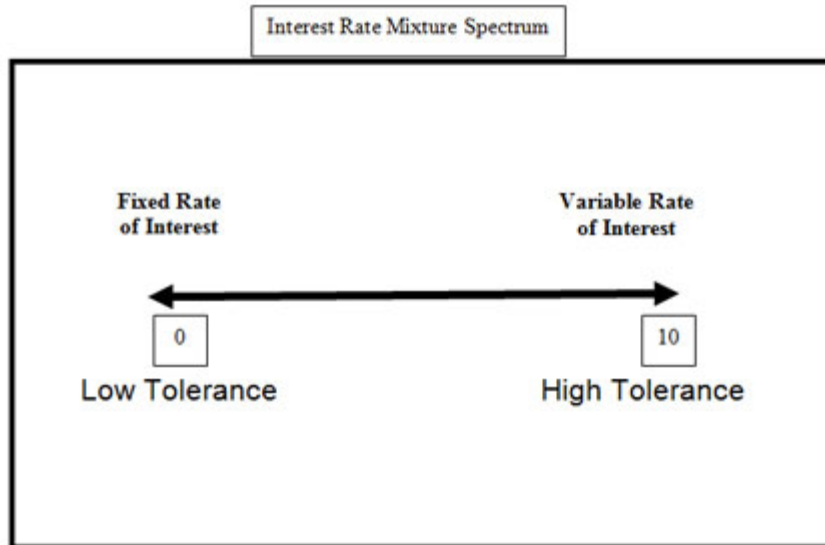 Interest Rate Mixture Spectrum
Fixed Rate
of Interest
Variable Rate
of Interest
0
10
Low Tolerance
High Tolerance